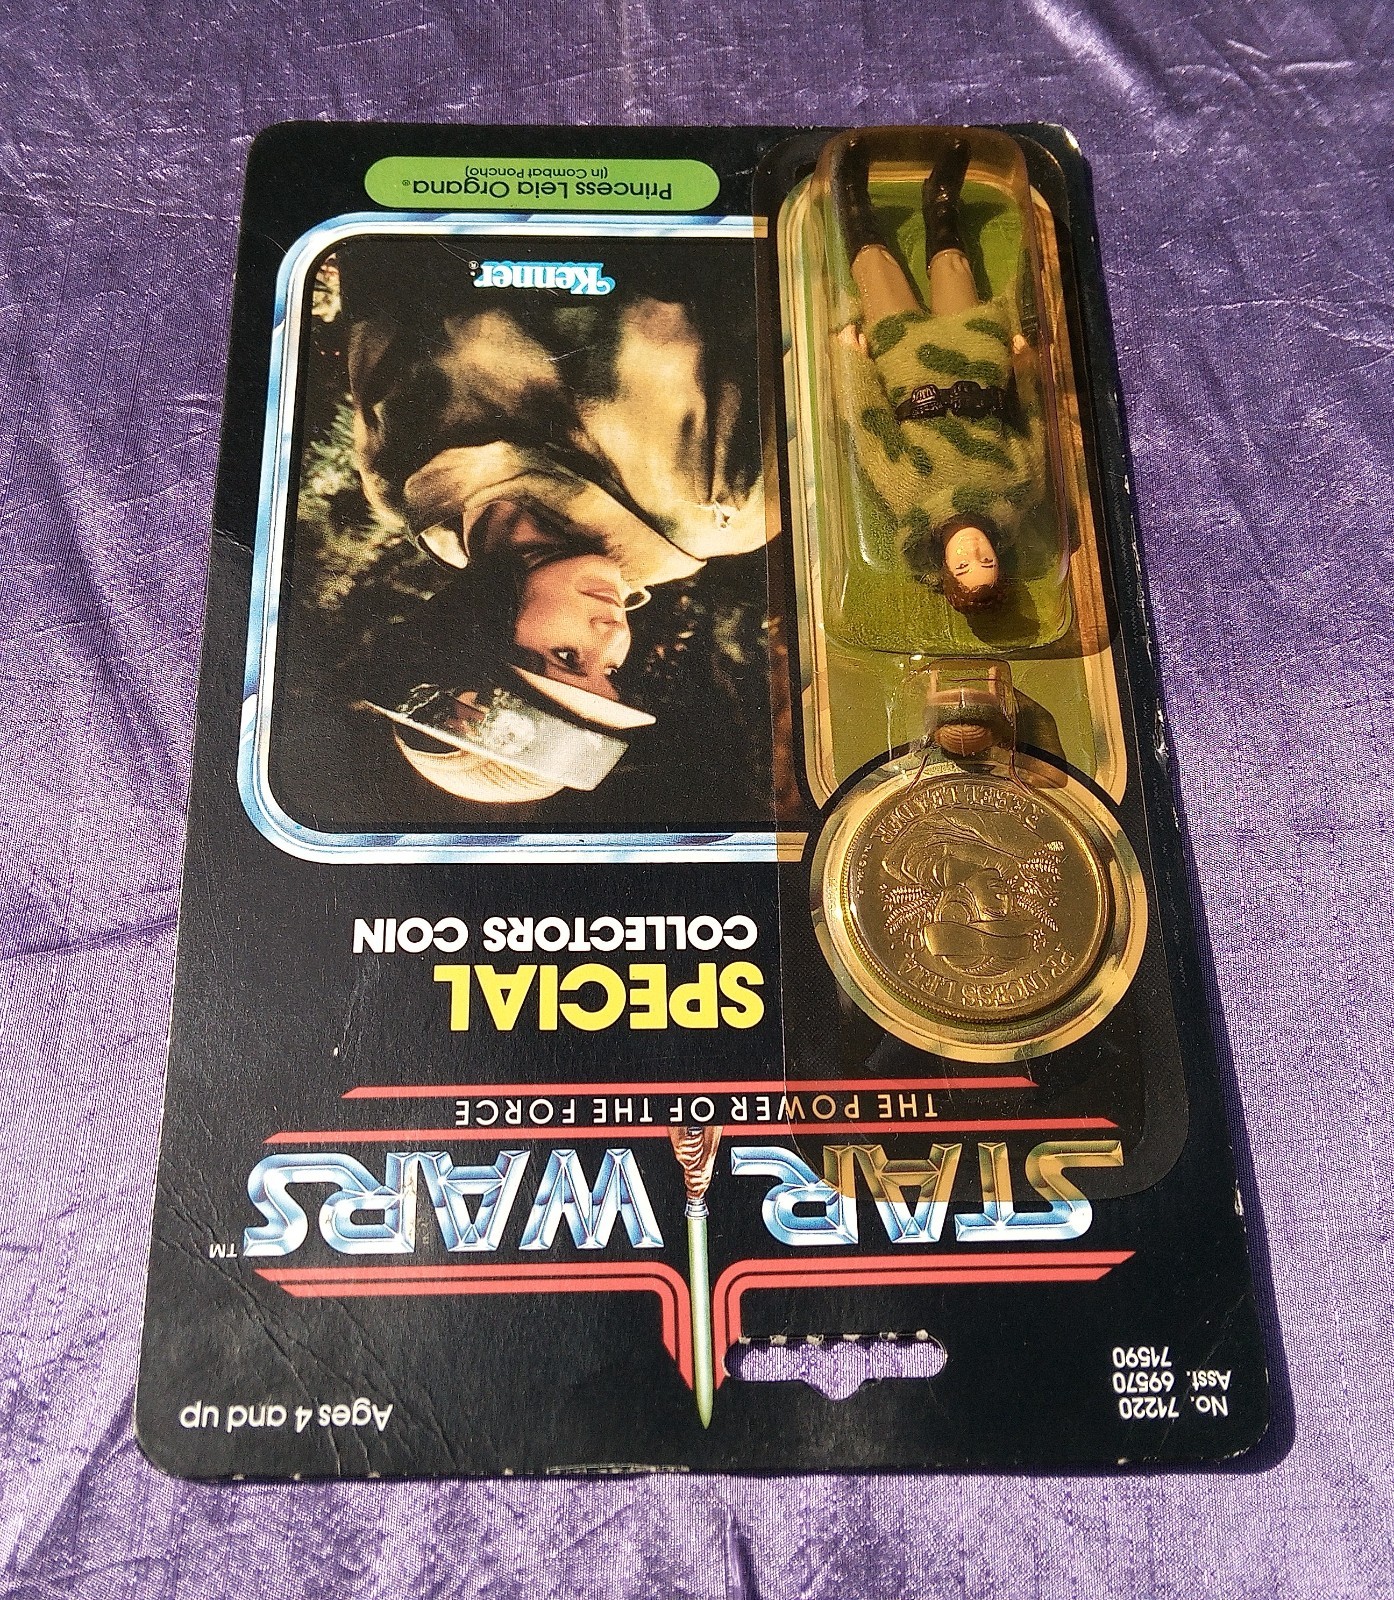 No. 71220
Asst. 69570
71590
Ages 4 and up
STAR WARS™
THE POWER OF THE FORCE
SPECIAL
COLLECTORS COIN
PRINCESS LEIA
REBEL LEADER
Kenner®
Princess Leia Organa®
(In Combat Poncho)